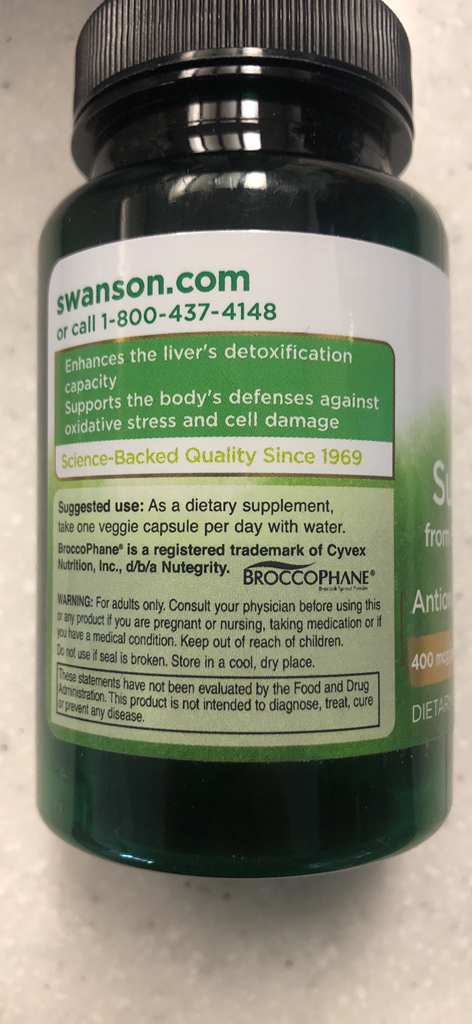 swanson.com
or call 1-800-437-4148
Enhances the liver's detoxification
capacity
Supports the body's defenses against
oxidative stress and cell damage
Science-Backed Quality Since 1969
Suggested use: As a dietary supplement,
take one veggie capsule per day with water.
BroccoPhane® is a registered trademark of Cyvex
Nutrition, Inc., d/b/a Nutegrity.
BROCCOPHANE®
Broccoli Sprout Powder
WARNING: For adults only. Consult your physician before using this
or any product if you are pregnant or nursing, taking medication or if
you have a medical condition. Keep out of reach of children.
Do not use if seal is broken. Store in a cool, dry place.
These statements have not been evaluated by the Food and Drug
Administration. This product is not intended to diagnose, treat, cure
or prevent any disease.
Su
from
Antio
400 mcg
DIETAR